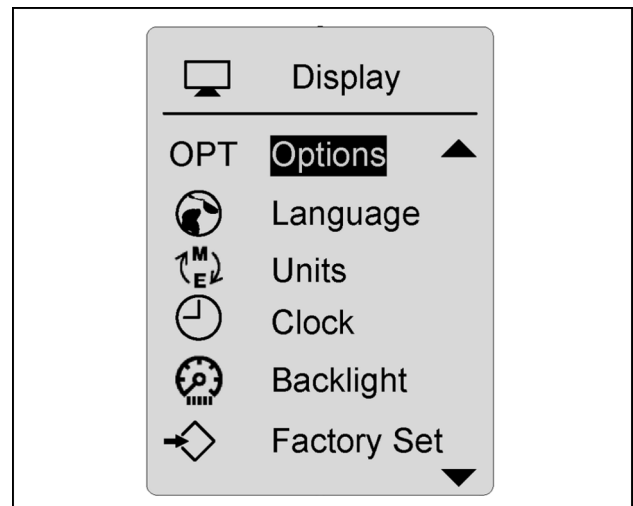 Display
OPT Options
Language
M E Units
Clock
Backlight
Factory Set